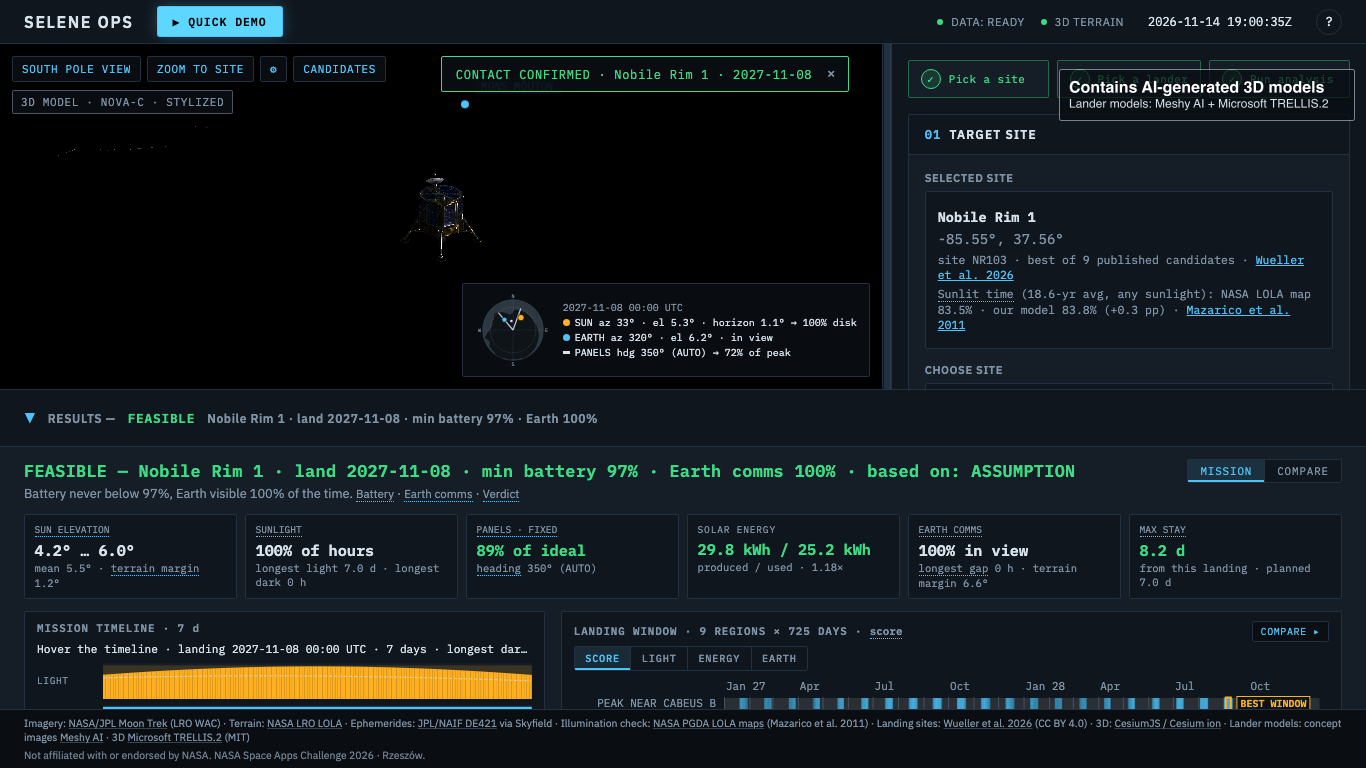 SELENE OPS
▶ QUICK DEMO
DATA: READY
3D TERRAIN
2026-11-14 19:00:35Z
?
SOUTH POLE VIEW
ZOOM TO SITE
⚙
CANDIDATES
3D MODEL · NOVA-C · STYLIZED
CONTACT CONFIRMED · Nobile Rim 1 · 2027-11-08 ×
2027-11-08 00:00 UTC
SUN az 33° · el 5.3° · horizon 1.1° → 100% disk
EARTH az 320° · el 6.2° · in view
PANELS hdg 350° (AUTO) → 72% of peak
✓ Pick a site
✓ Pick a lander
✓ Run analysis
Contains AI-generated 3D models
Lander models: Meshy AI + Microsoft TRELLIS.2
01 TARGET SITE
SELECTED SITE
Nobile Rim 1
-85.55°, 37.56°
site NR103 · best of 9 published candidates · Wueller
et al. 2026
Sunlit time (18.6-yr avg, any sunlight): NASA LOLA map
83.5% · our model 83.8% (+0.3 pp) · Mazarico et al.
2011
CHOOSE SITE
▼ RESULTS — FEASIBLE Nobile Rim 1 · land 2027-11-08 · min battery 97% · Earth 100%
FEASIBLE — Nobile Rim 1 · land 2027-11-08 · min battery 97% · Earth comms 100% · based on: ASSUMPTION
MISSION
COMPARE
Battery never below 97%, Earth visible 100% of the time. Battery · Earth comms · Verdict
SUN ELEVATION
4.2° … 6.0°
mean 5.5° · terrain margin
1.2°
SUNLIGHT
100% of hours
longest light 7.0 d · longest
dark 0 h
PANELS · FIXED
89% of ideal
heading 350° (AUTO)
SOLAR ENERGY
29.8 kWh / 25.2 kWh
produced / used · 1.18×
EARTH COMMS
100% in view
longest gap 0 h · terrain
margin 6.6°
MAX STAY
8.2 d
from this landing · planned
7.0 d
MISSION TIMELINE · 7 d
Hover the timeline · landing 2027-11-08 00:00 UTC · 7 days · longest dar…
LIGHT
LANDING WINDOW · 9 REGIONS × 725 DAYS · score
COMPARE ▸
SCORE
LIGHT
ENERGY
EARTH
Jan 27 Apr Jul Oct Jan 28 Apr Jul Oct
PEAK NEAR CABEUS B
BEST WINDOW
Imagery: NASA/JPL Moon Trek (LRO WAC) · Terrain: NASA LRO LOLA · Ephemerides: JPL/NAIF DE421 via Skyfield · Illumination check: NASA PGDA LOLA maps (Mazarico et al. 2011) · Landing sites: Wueller et al. 2026 (CC BY 4.0) · 3D: CesiumJS / Cesium ion · Lander models: concept
images Meshy AI · 3D Microsoft TRELLIS.2 (MIT)
Not affiliated with or endorsed by NASA. NASA Space Apps Challenge 2026 · Rzeszów.